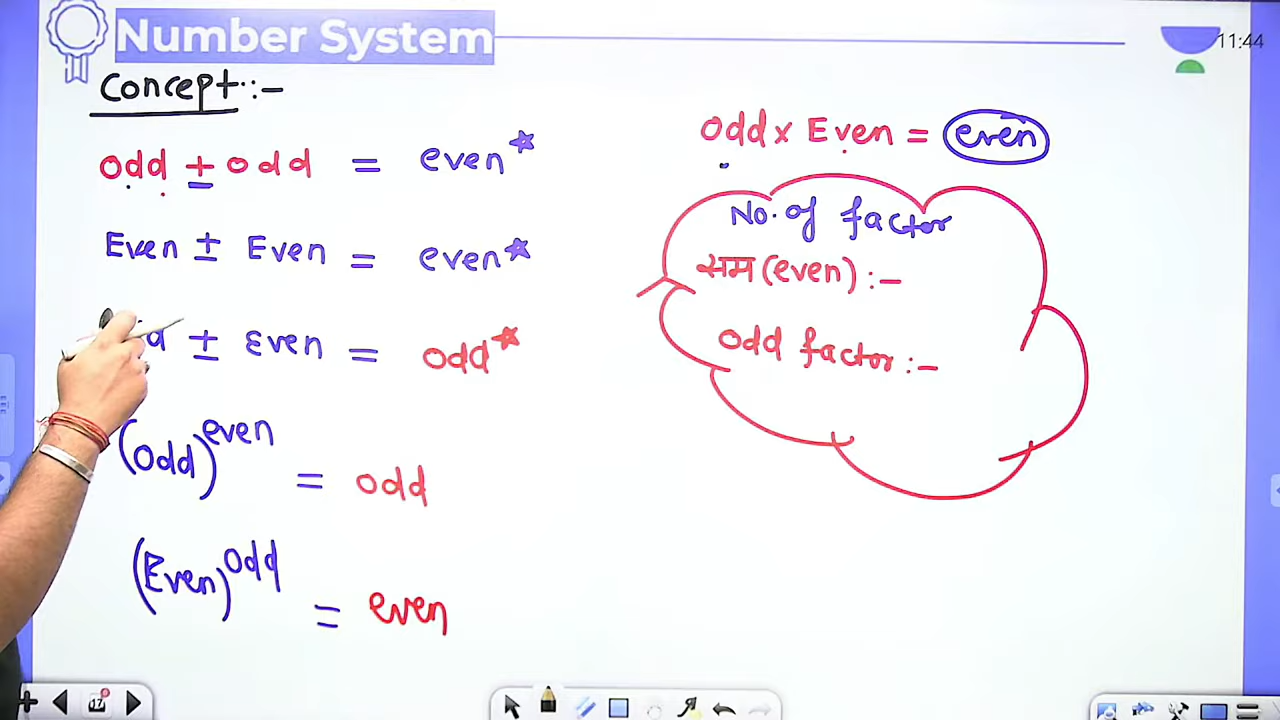 Number System
11:44
Concept :-
odd ± odd = even*
Even ± Even = even*
± Even = odd*
(odd)^even = odd
(Even)^odd = even
odd x Even = even
No. of factor
सम (even) :-
Odd factor :-
17